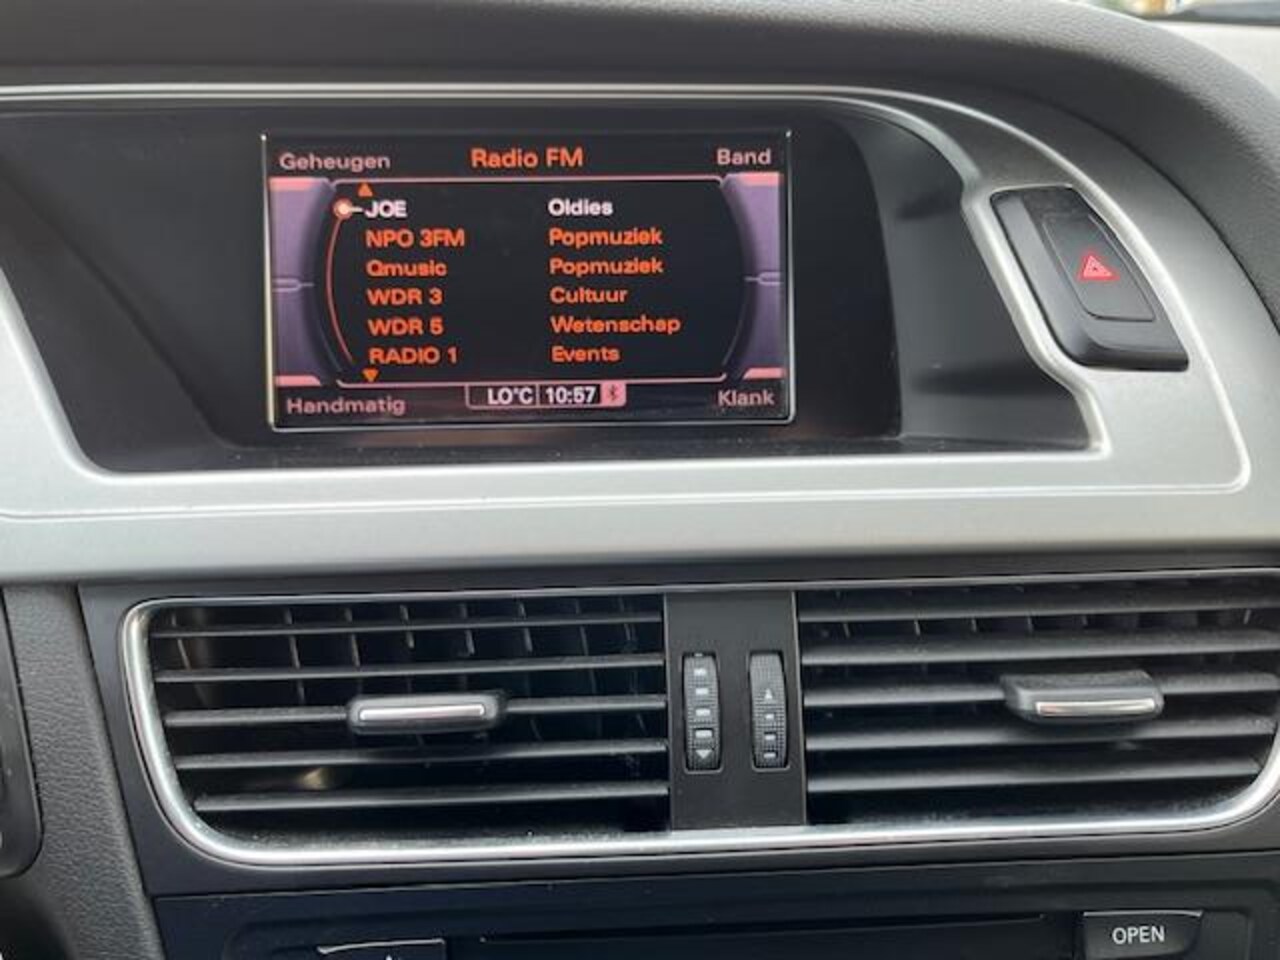 Geheugen Radio FM Band
JOE Oldies
NPO 3FM Popmuziek
Qmusic Popmuziek
WDR 3 Cultuur
WDR 5 Wetenschap
RADIO 1 Events
Handmatig LO°C 10:57 Klank
OPEN